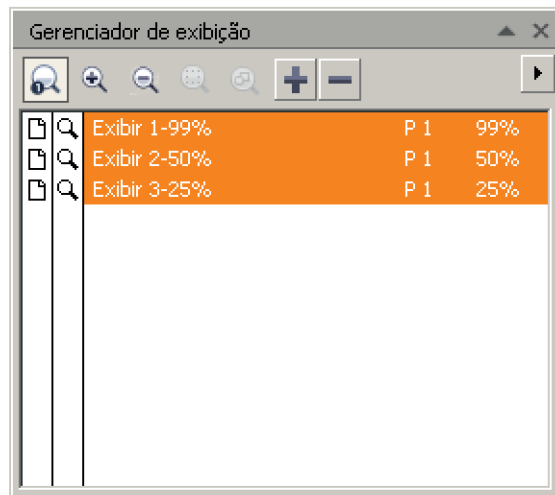 Gerenciador de exibição
Exibir 1-99% P 1 99%
Exibir 2-50% P 1 50%
Exibir 3-25% P 1 25%